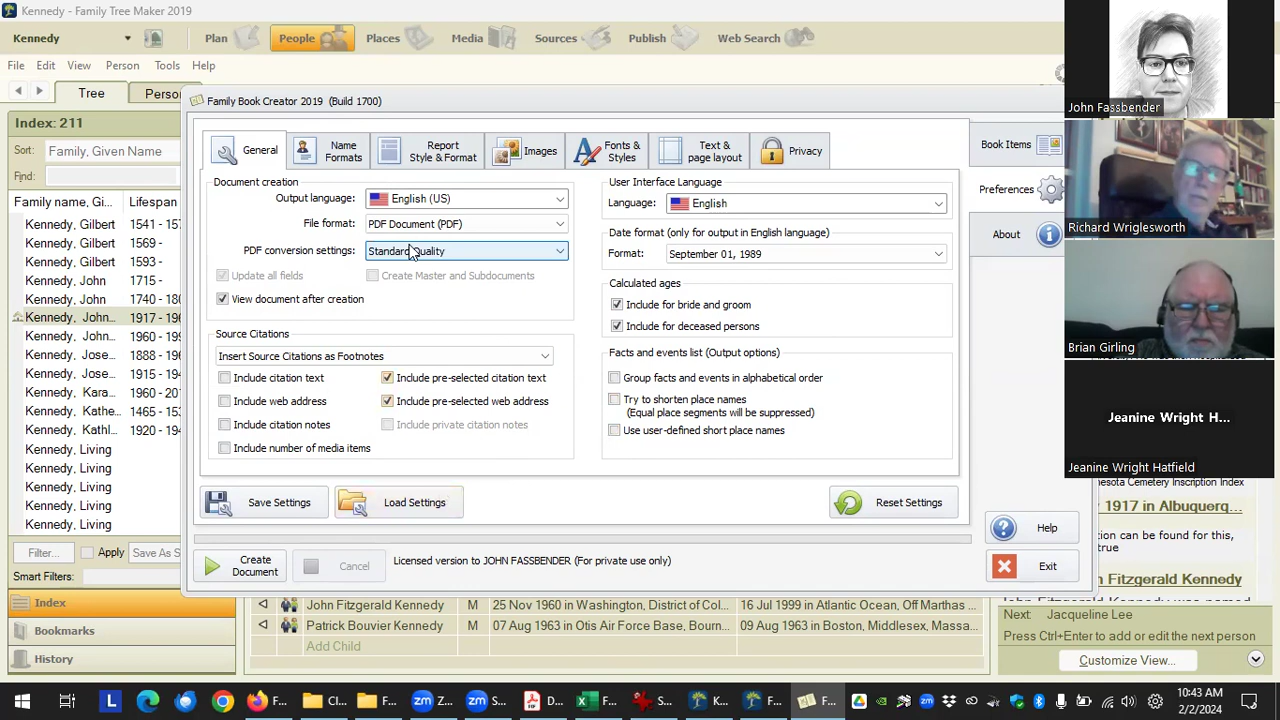 Kennedy - Family Tree Maker 2019
Kennedy
Plan
People
Places
Media
Sources
Publish
Web Search
File Edit View Person Tools Help
Tree
Perso
Index: 211
Sort: Family, Given Name
Find:
Family name, Gi... Lifespan
Kennedy, Gilbert 1541 - 15
Kennedy, Gilbert 1569 -
Kennedy, Gilbert 1593 -
Kennedy, John 1715 -
Kennedy, John 1740 - 18
Kennedy, John... 1917 - 19
Kennedy, Joh... 1960 - 19
Kennedy, Jose... 1888 - 19
Kennedy, Jose... 1915 - 19
Kennedy, Kara... 1960 - 20
Kennedy, Kathe... 1465 - 15
Kennedy, Kath... 1920 - 19
Kennedy, Living
Kennedy, Living
Kennedy, Living
Kennedy, Living
Filter... Apply Save As S
Smart Filters:
Index
Bookmarks
History
Family Book Creator 2019 (Build 1700)
General
Name Formats
Report Style & Format
Images
Fonts & Styles
Text & page layout
Privacy
Book Items
Preferences
About
Document creation
Output language: English (US)
File format: PDF Document (PDF)
PDF conversion settings: Standard Quality
Update all fields Create Master and Subdocuments
View document after creation
Source Citations
Insert Source Citations as Footnotes
Include citation text Include pre-selected citation text
Include web address Include pre-selected web address
Include citation notes Include private citation notes
Include number of media items
User Interface Language
Language: English
Date format (only for output in English language)
Format: September 01, 1989
Calculated ages
Include for bride and groom
Include for deceased persons
Facts and events list (Output options)
Group facts and events in alphabetical order
Try to shorten place names
(Equal place segments will be suppressed)
Use user-defined short place names
Save Settings
Load Settings
Reset Settings
Help
Create Document
Cancel
Licensed version to JOHN FASSBENDER (For private use only)
Exit
John Fitzgerald Kennedy M 25 Nov 1960 in Washington, District of Col... 16 Jul 1999 in Atlantic Ocean, Off Marthas ...
Patrick Bouvier Kennedy M 07 Aug 1963 in Otis Air Force Base, Bourn... 09 Aug 1963 in Boston, Middlesex, Massa...
Add Child
John Fassbender
Richard Wriglesworth
Brian Girling
Jeanine Wright H...
Jeanine Wright Hatfield
nesota Cemetery Inscription Index
1917 in Albuquerq...
tion can be found for this,
true
Fitzgerald Kennedy
Next: Jacqueline Lee
Press Ctrl+Enter to add or edit the next person
Customize View...
L
F...
Cl...
F...
Z...
S...
D...
F...
S...
K...
F...
F...
10:43 AM
2/2/2024